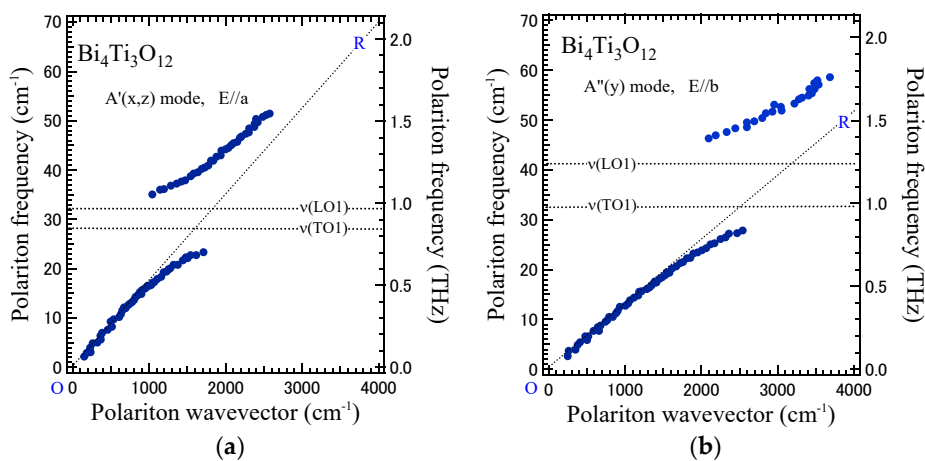 Bi4Ti3O12
A'(x,z) mode, E//a
R
ν(LO1)
ν(TO1)
70
60
50
40
30
20
10
0
2.0
1.5
1.0
0.5
0.0
O
0
1000
2000
3000
4000
Polariton frequency (cm-1)
Polariton frequency (THz)
Polariton wavevector (cm-1)
(a)
Bi4Ti3O12
A"(y) mode, E//b
R
ν(LO1)
ν(TO1)
70
60
50
40
30
20
10
0
2.0
1.5
1.0
0.5
0.0
O
0
1000
2000
3000
4000
Polariton frequency (cm-1)
Polariton frequency (THz)
Polariton wavevector (cm-1)
(b)